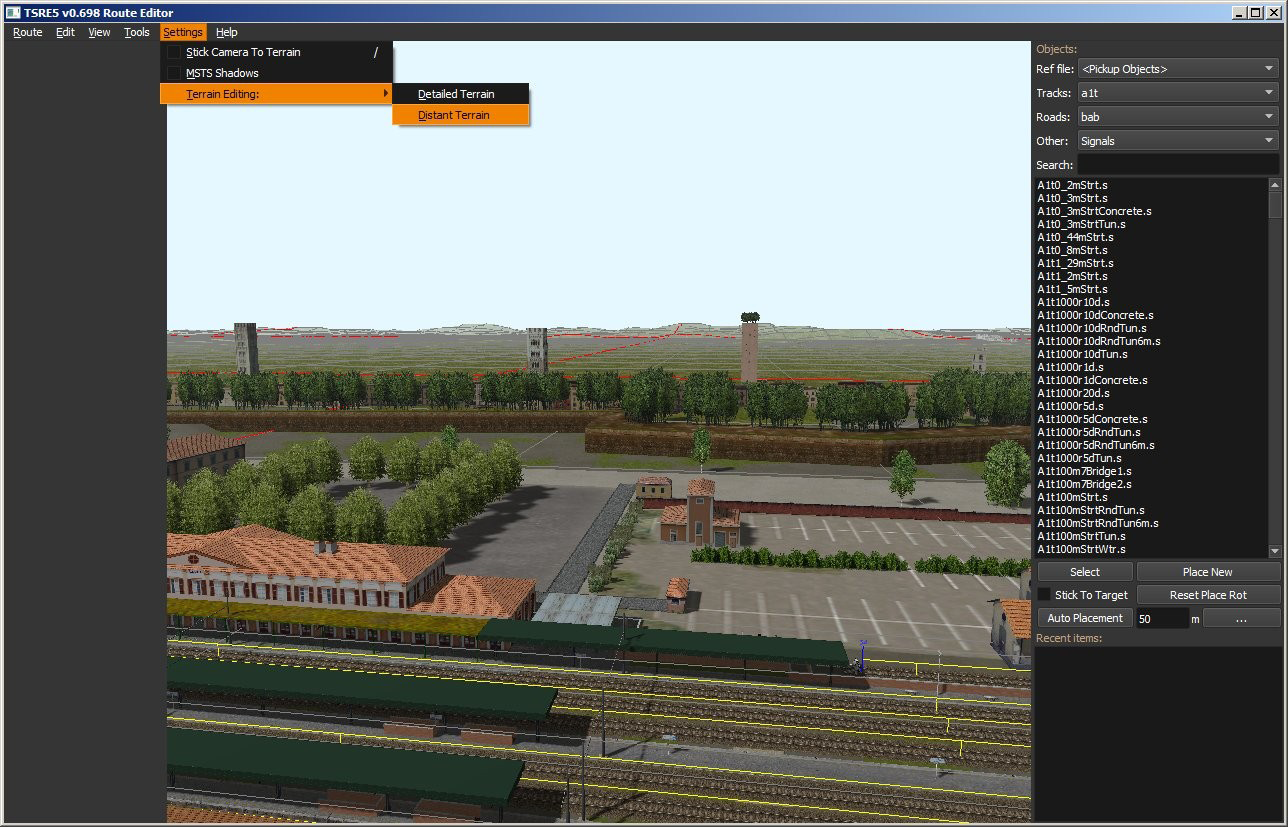 TSRE5 v0.698 Route Editor
Route Edit View Tools Settings Help
Stick Camera To Terrain /
MSTS Shadows
Terrain Editing:
Detailed Terrain
Distant Terrain
Objects:
Ref file: <Pickup Objects>
Tracks: a1t
Roads: bab
Other: Signals
Search:
A1t0_2mStrt.s
A1t0_3mStrt.s
A1t0_3mStrtConcrete.s
A1t0_3mStrtTun.s
A1t0_44mStrt.s
A1t0_8mStrt.s
A1t1_29mStrt.s
A1t1_2mStrt.s
A1t1_5mStrt.s
A1t1000r10d.s
A1t1000r10dConcrete.s
A1t1000r10dRndTun.s
A1t1000r10dRndTun6m.s
A1t1000r10dTun.s
A1t1000r1d.s
A1t1000r1dConcrete.s
A1t1000r20d.s
A1t1000r5d.s
A1t1000r5dConcrete.s
A1t1000r5dRndTun.s
A1t1000r5dRndTun6m.s
A1t1000r5dTun.s
A1t100m7Bridge1.s
A1t100m7Bridge2.s
A1t100mStrt.s
A1t100mStrtRndTun.s
A1t100mStrtRndTun6m.s
A1t100mStrtTun.s
A1t100mStrtWtr.s
Select Place New
Stick To Target Reset Place Rot
Auto Placement 50 m ...
Recent items: